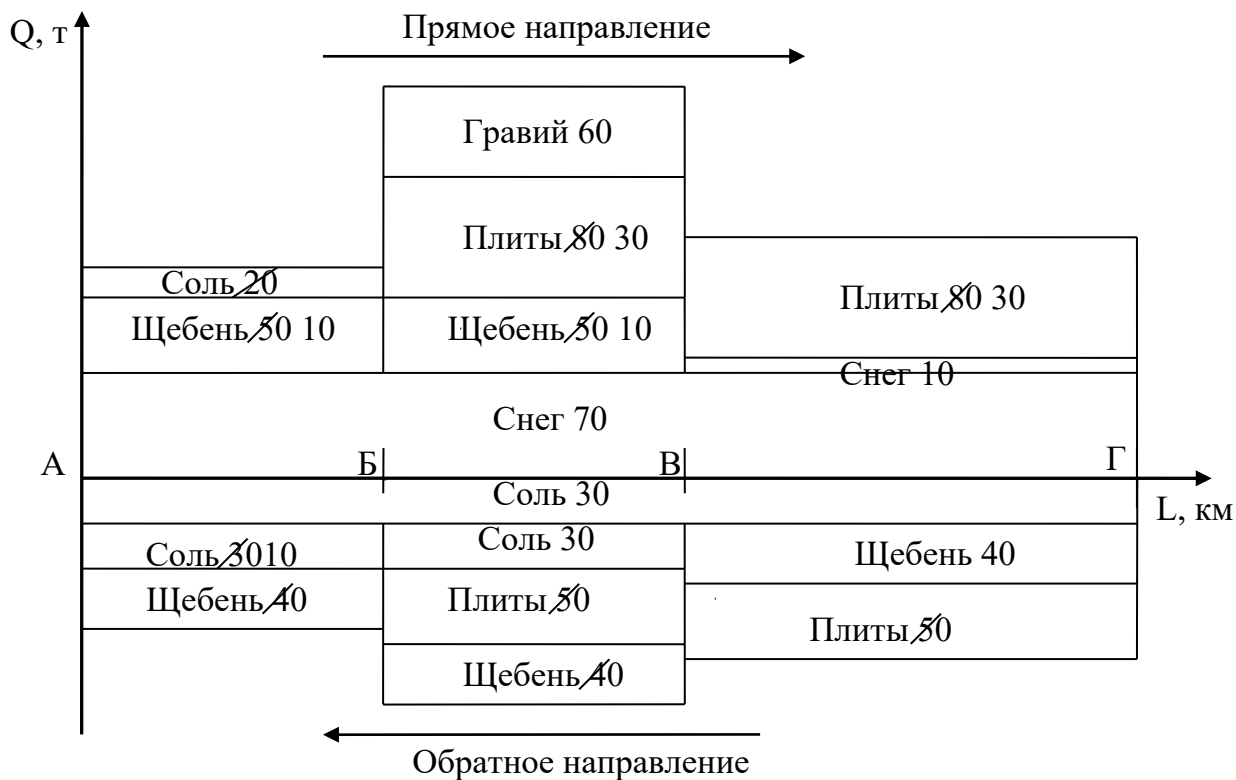 Q, т
Прямое направление
Гравий 60
Плиты 80 30
Соль 20
Плиты 80 30
Щебень 50 10
Щебень 50 10
Снег 10
Снег 70
А
Б
В
Г
Соль 30
L, км
Соль 30
Соль 3010
Щебень 40
Щебень 40
Плиты 50
Плиты 50
Щебень 40
Обратное направление